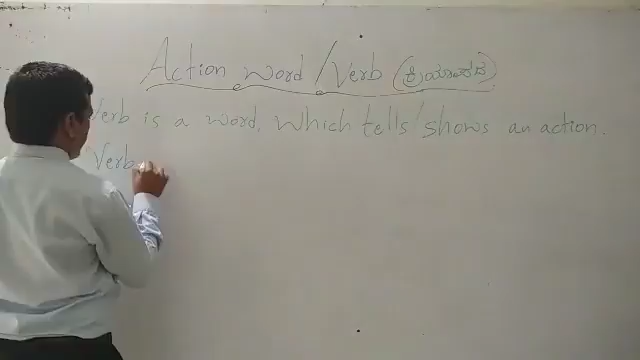 Action word / Verb (ಕ್ರಿಯಾಪದ)
Verb is a word, which tells/shows an action.
Verb